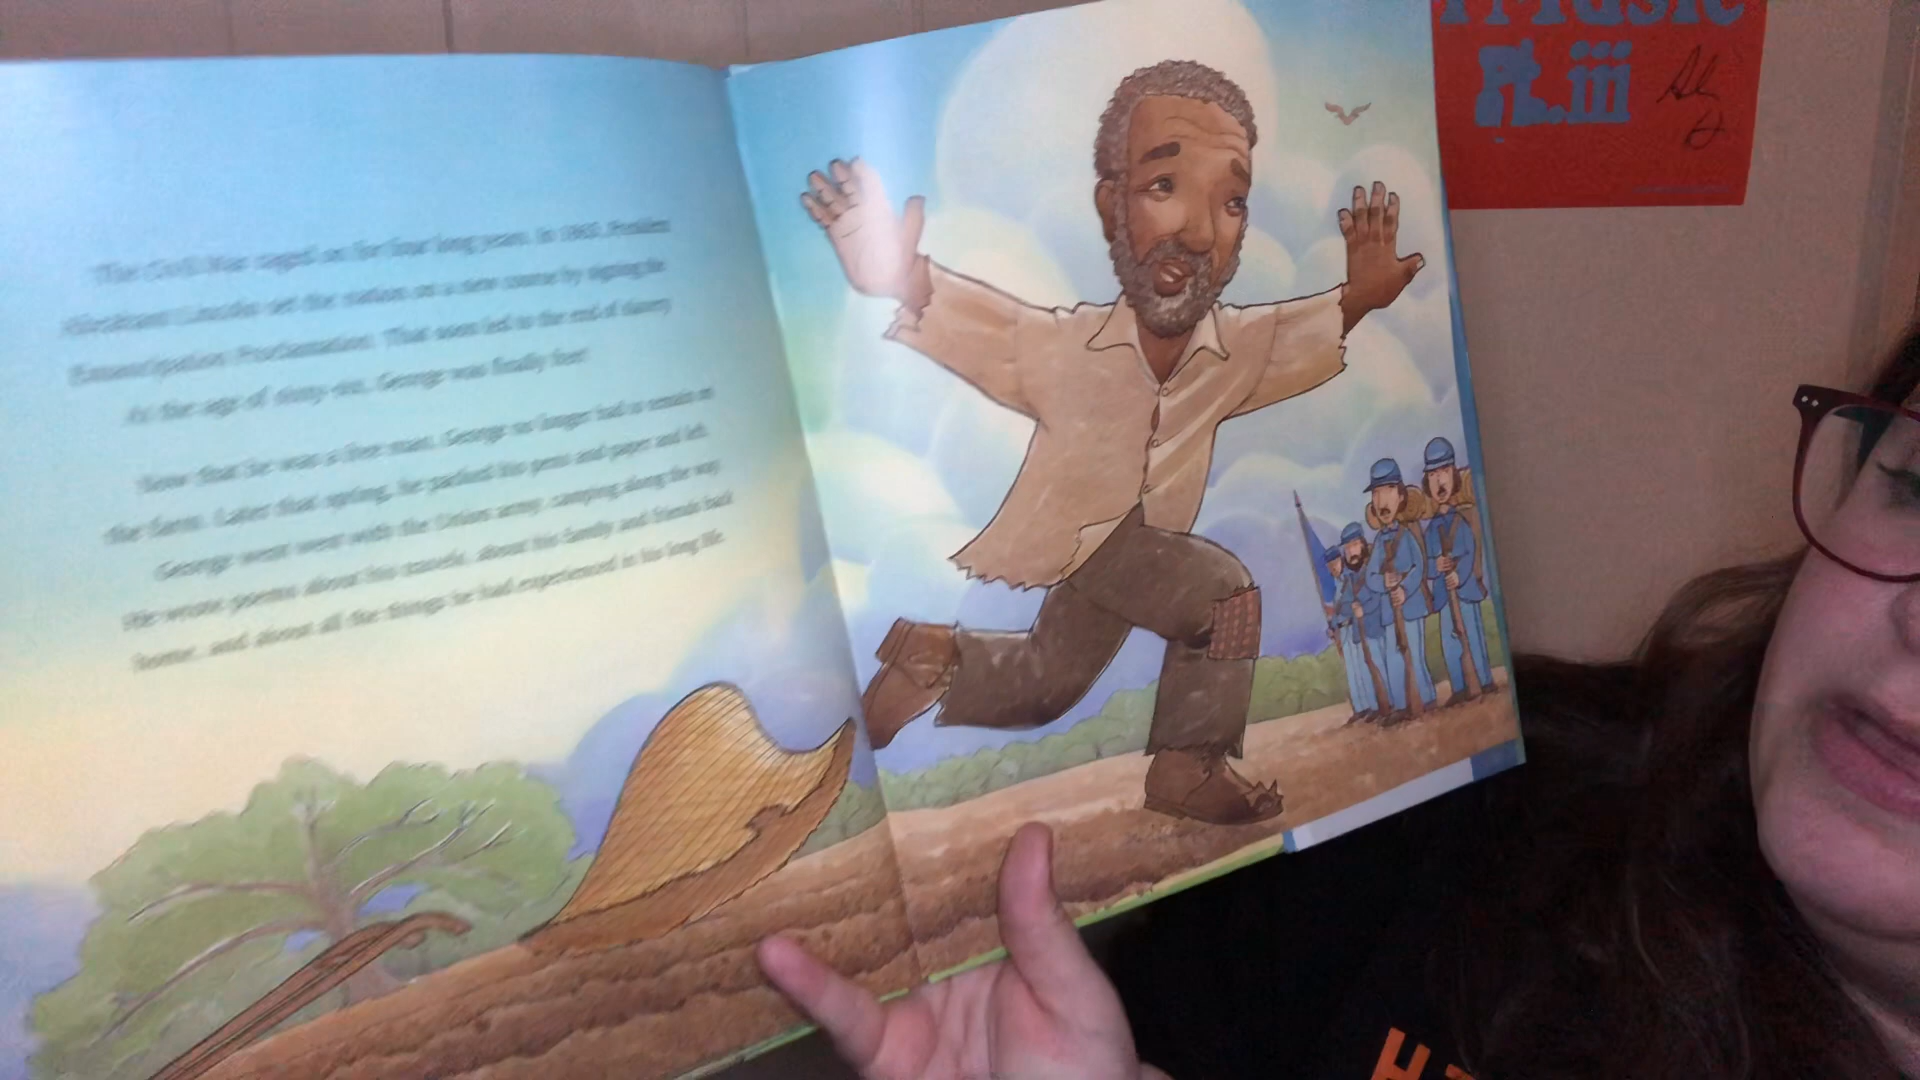 The Civil War raged on for four long years. In 1863, President
Abraham Lincoln set the nation on a new course by signing the
Emancipation Proclamation. That soon led to the end of slavery.
At the age of sixty-six, George was finally free!
Now that he was a free man, George no longer had to remain at
the farm. Later that spring, he packed his pens and paper and left.
George went went with the Union army, camping along the way.
He wrote poems about his travels, about his family and friends back
home, and about all the things he had experienced in his long life.
Music
Pt.iii